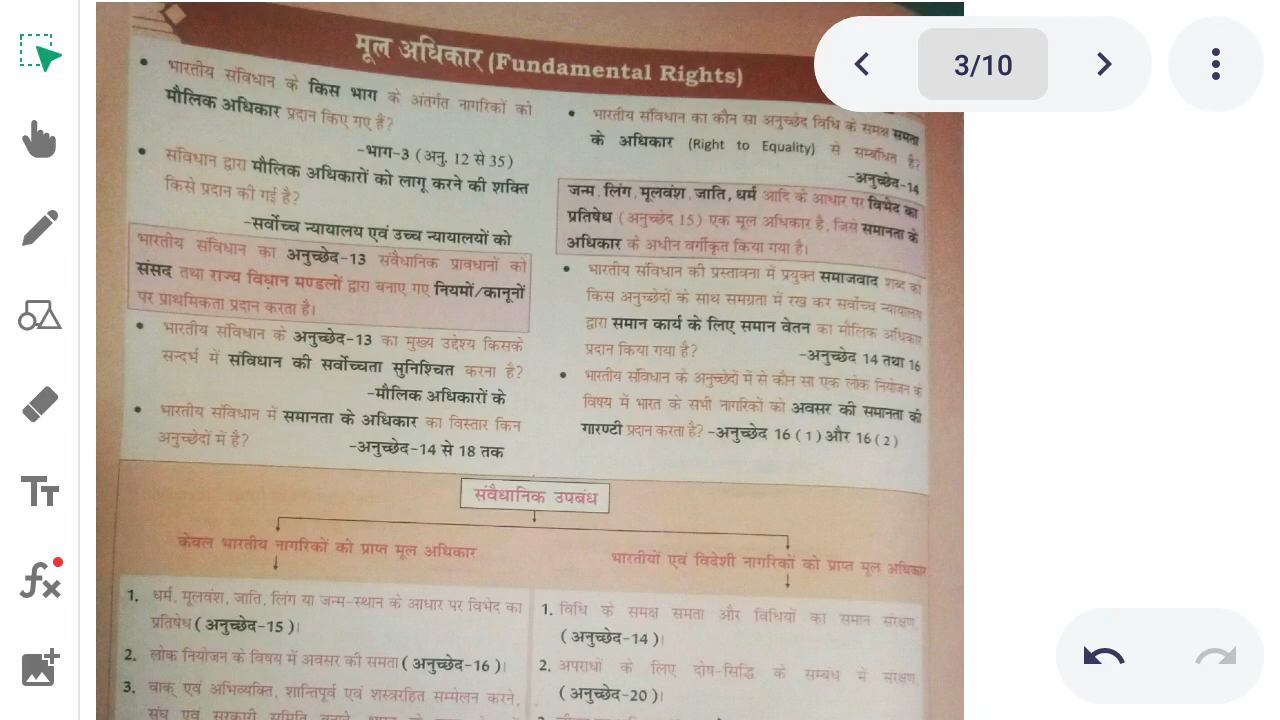 3/10
मूल अधिकार (Fundamental Rights)
• भारतीय संविधान के किस भाग के अंतर्गत नागरिकों को
मौलिक अधिकार प्रदान किए गए हैं?
-भाग-3 (अनु. 12 से 35)
• संविधान द्वारा मौलिक अधिकारों को लागू करने की शक्ति
किसे प्रदान की गई है?
-सर्वोच्च न्यायालय एवं उच्च न्यायालयों को
भारतीय संविधान का अनुच्छेद-13 संवैधानिक प्रावधानों को
संसद तथा राज्य विधान मण्डलों द्वारा बनाए गए नियमों/कानूनों
पर प्राथमिकता प्रदान करता है।
• भारतीय संविधान के अनुच्छेद-13 का मुख्य उद्देश्य किसके
सन्दर्भ में संविधान की सर्वोच्चता सुनिश्चित करना है?
-मौलिक अधिकारों के
• भारतीय संविधान में समानता के अधिकार का विस्तार किन
अनुच्छेदों में है?
-अनुच्छेद-14 से 18 तक
• भारतीय संविधान का कौन सा अनुच्छेद विधि के समक्ष समता
के अधिकार (Right to Equality) से सम्बंधित है?
-अनुच्छेद-14
जन्म, लिंग, मूलवंश, जाति, धर्म आदि के आधार पर विभेद का
प्रतिषेध (अनुच्छेद 15) एक मूल अधिकार है, जिसे समानता के
अधिकार के अधीन वर्गीकृत किया गया है।
• भारतीय संविधान की प्रस्तावना में प्रयुक्त समाजवाद शब्द को
किस अनुच्छेदों के साथ समग्रता में रख कर सर्वोच्च न्यायालय
द्वारा समान कार्य के लिए समान वेतन का मौलिक अधिकार
प्रदान किया गया है?
-अनुच्छेद 14 तथा 16
• भारतीय संविधान के अनुच्छेदों में से कौन सा एक लोक नियोजन के
विषय में भारत के सभी नागरिकों को अवसर की समानता की
गारण्टी प्रदान करता है? -अनुच्छेद 16 (1) और 16 (2)
संवैधानिक उपबंध
केवल भारतीय नागरिकों को प्राप्त मूल अधिकार
भारतीयों एवं विदेशी नागरिकों को प्राप्त मूल अधिकार
1. धर्म, मूलवंश, जाति, लिंग या जन्म-स्थान के आधार पर विभेद का
प्रतिषेध (अनुच्छेद-15)।
2. लोक नियोजन के विषय में अवसर की समता (अनुच्छेद-16)।
3. वाक् एवं अभिव्यक्ति, शान्तिपूर्व एवं शस्त्ररहित सम्मेलन करने,
संघ एवं सरकारी समिति
1. विधि के समक्ष समता और विधियों का समान संरक्षण,
(अनुच्छेद-14)।
2. अपराधों के लिए दोष-सिद्धि के सम्बंध में संरक्षण,
(अनुच्छेद-20)।